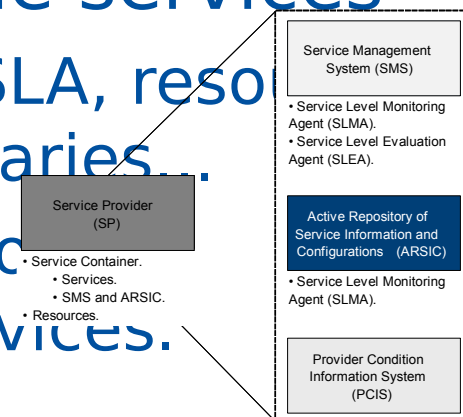 services
SLA,
aries...
vices.
Service Provider
(SP)
• Service Container.
• Services.
• SMS and ARSIC.
• Resources.
Service Management
System (SMS)
• Service Level Monitoring
Agent (SLMA).
• Service Level Evaluation
Agent (SLEA).
Active Repository of
Service Information and
Configurations (ARSIC)
• Service Level Monitoring
Agent (SLMA).
Provider Condition
Information System
(PCIS)